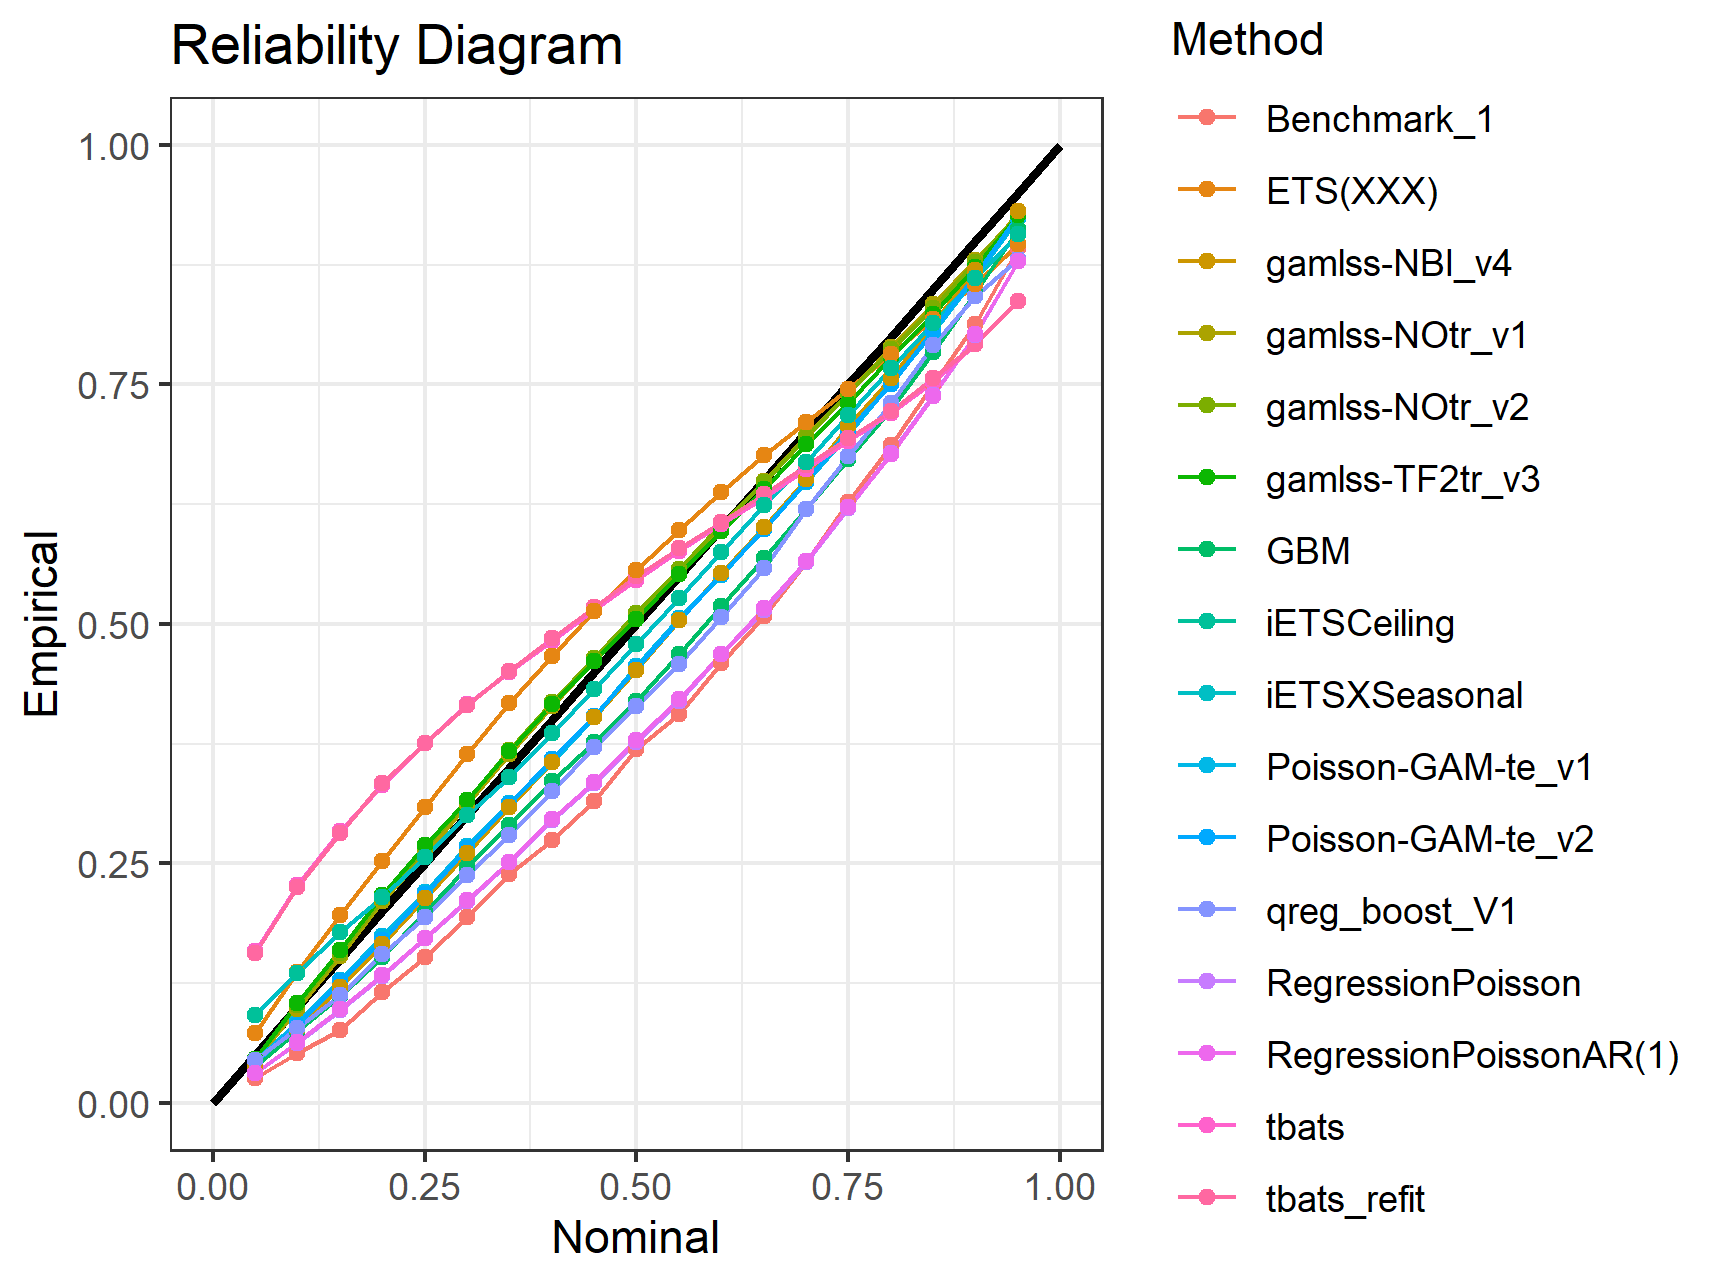 Reliability Diagram
Method
Benchmark_1
ETS(XXX)
gamlss-NBI_v4
gamlss-NOtr_v1
gamlss-NOtr_v2
gamlss-TF2tr_v3
GBM
iETSCeiling
iETSXSeasonal
Poisson-GAM-te_v1
Poisson-GAM-te_v2
qreg_boost_V1
RegressionPoisson
RegressionPoissonAR(1)
tbats
tbats_refit
Empirical
1.00
0.75
0.50
0.25
0.00
0.00 0.25 0.50 0.75 1.00
Nominal